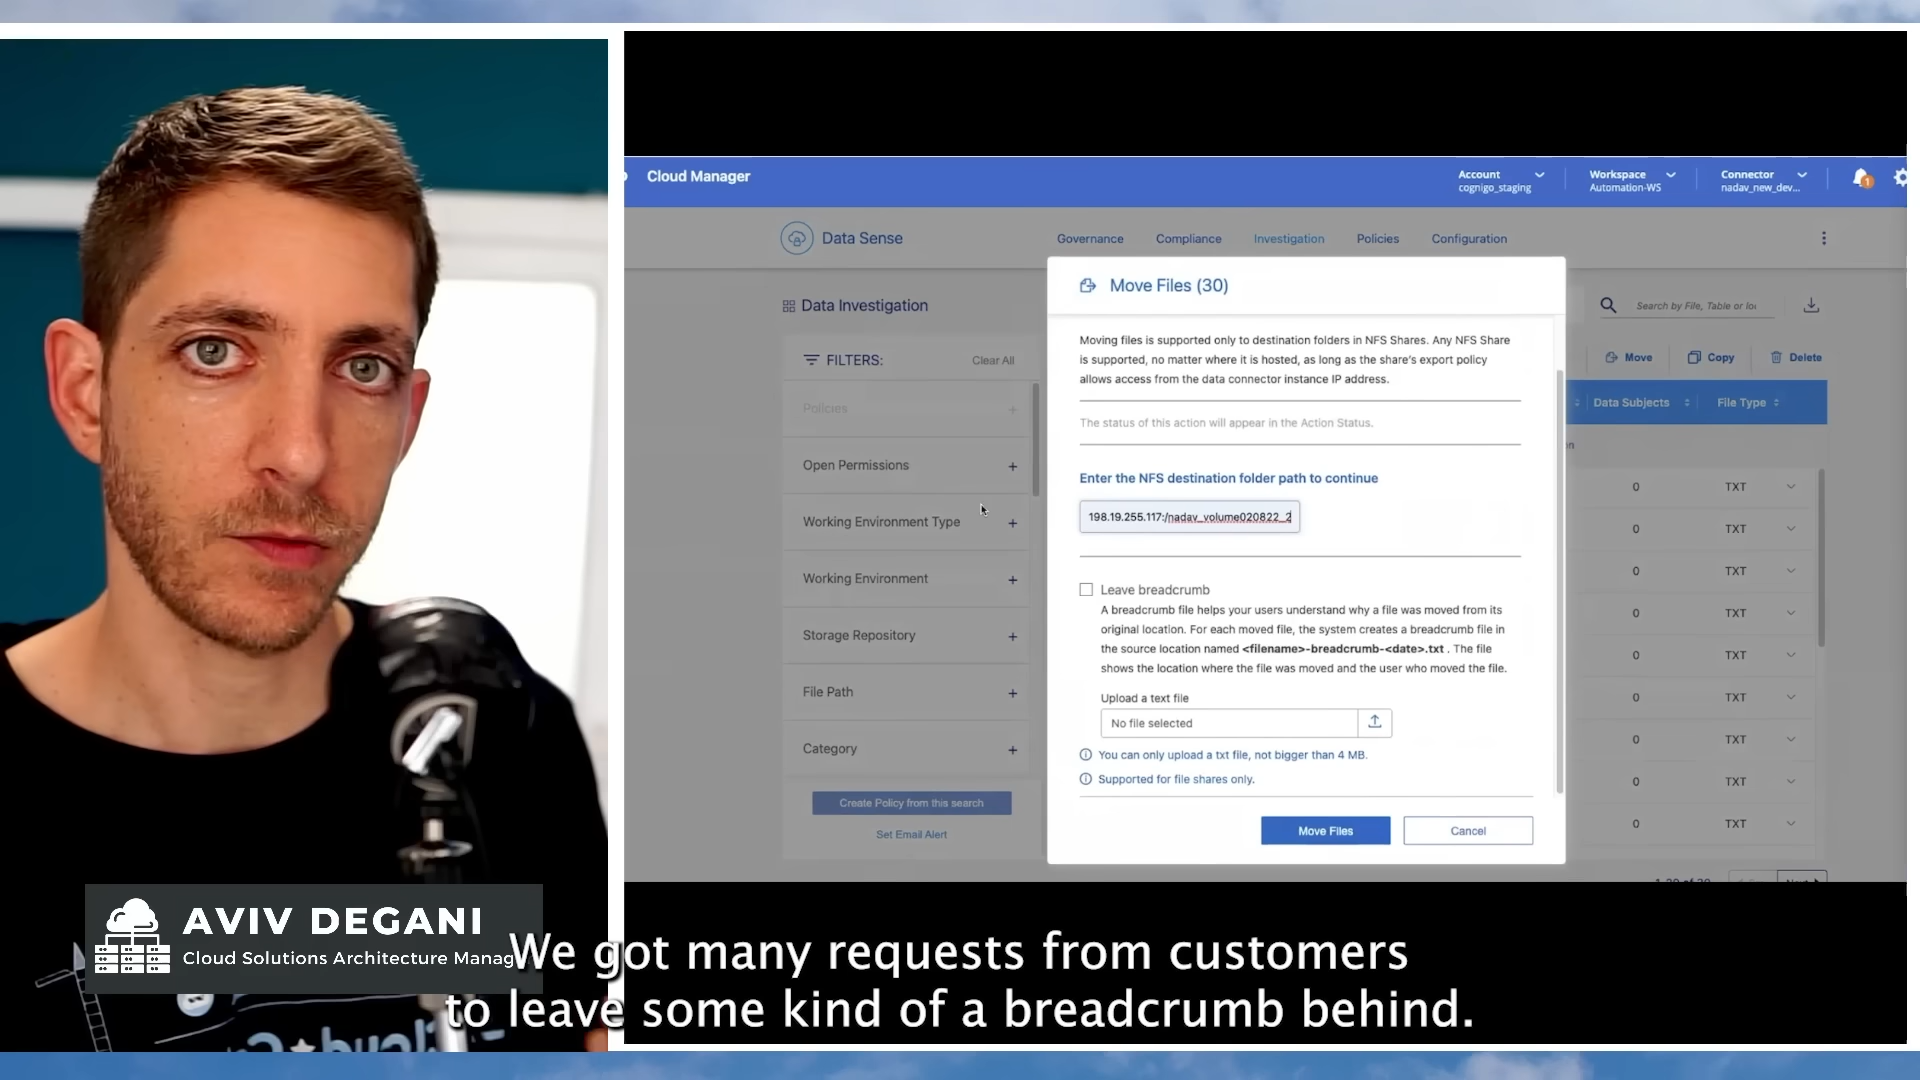 Cloud Manager
Account
cognigo_staging
Workspace
Automation-WS
Connector
nadav_new_dev...
1
Data Sense
Governance
Compliance
Investigation
Policies
Configuration
Data Investigation
Search by File, Table or loc
FILTERS:
Clear All
Policies
Open Permissions
Working Environment Type
Working Environment
Storage Repository
File Path
Category
Create Policy from this search
Set Email Alert
Move
Copy
Delete
Data Subjects
File Type
0 TXT
0 TXT
0 TXT
0 TXT
0 TXT
0 TXT
0 TXT
0 TXT
0 TXT
Move Files (30)
Moving files is supported only to destination folders in NFS Shares. Any NFS Share
is supported, no matter where it is hosted, as long as the share's export policy
allows access from the data connector instance IP address.
The status of this action will appear in the Action Status.
Enter the NFS destination folder path to continue
198.19.255.117:/nadav_volume020822_2
Leave breadcrumb
A breadcrumb file helps your users understand why a file was moved from its
original location. For each moved file, the system creates a breadcrumb file in
the source location named <filename>-breadcrumb-<date>.txt . The file
shows the location where the file was moved and the user who moved the file.
Upload a text file
No file selected
You can only upload a txt file, not bigger than 4 MB.
Supported for file shares only.
Move Files
Cancel
AVIV DEGANI
Cloud Solutions Architecture Manag
We got many requests from customers
to leave some kind of a breadcrumb behind.